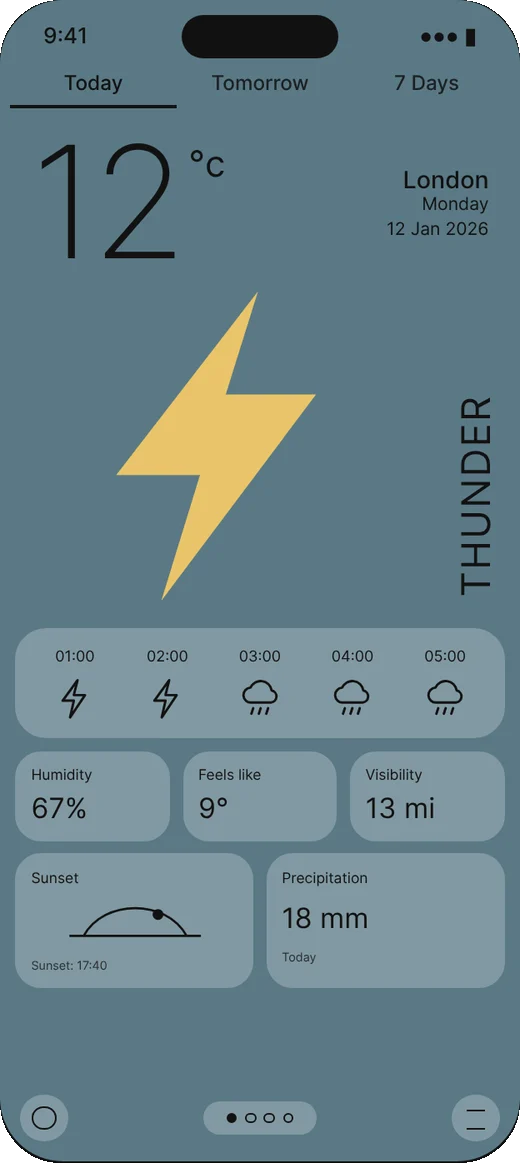 9:41
Today Tomorrow 7 Days
12 °C
London
Monday
12 Jan 2026
THUNDER
01:00 02:00 03:00 04:00 05:00
Humidity Feels like Visibility
67% 9° 13 mi
Sunset Precipitation
18 mm
Today
Sunset: 17:40